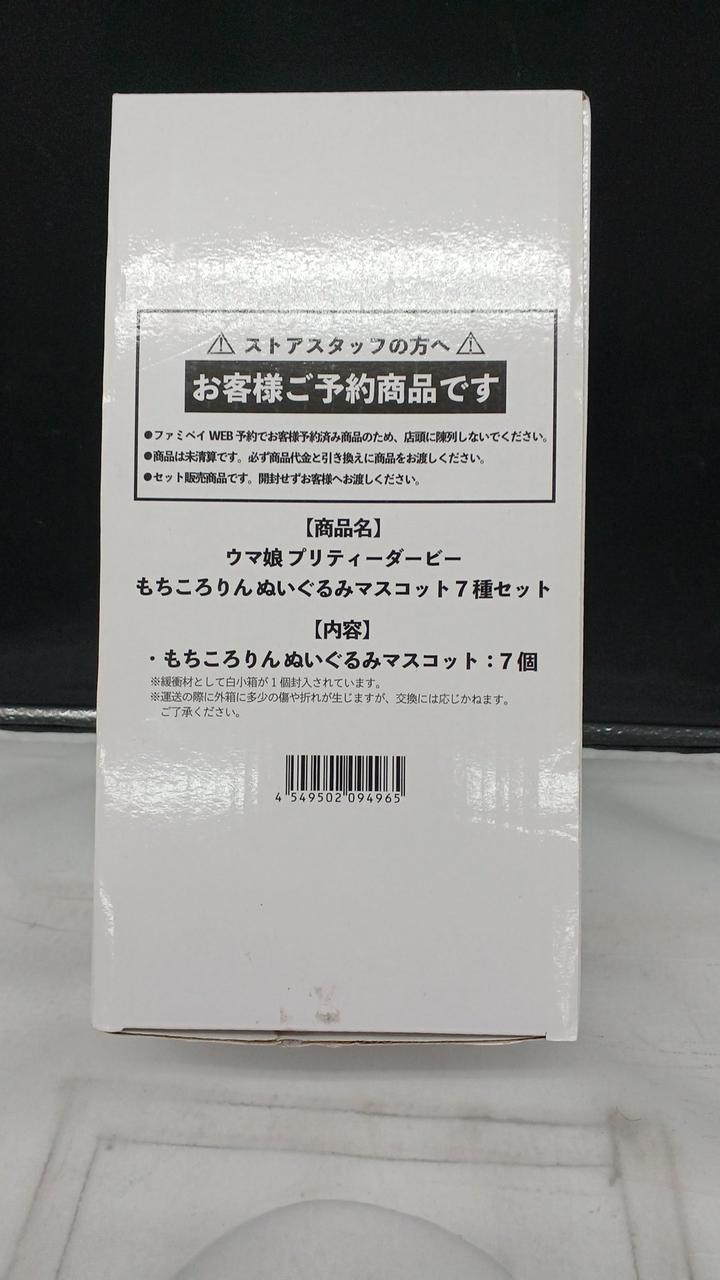 ⚠ ストアスタッフの方へ ⚠
お客様ご予約商品です
●ファミペイ WEB 予約でお客様予約済み商品のため、店頭に陳列しないでください。
●商品は未清算です。必ず商品代金と引き換えに商品をお渡しください。
●セット販売商品です。開封せずお客様へお渡しください。
【商品名】
ウマ娘 プリティーダービー
もちころりん ぬいぐるみマスコット 7 種セット
【内容】
・もちころりん ぬいぐるみマスコット：7 個
※緩衝材として白小箱が 1 個封入されています。
※運送の際に外箱に多少の傷や折れが生じますが、交換には応じかねます。
ご了承ください。
4 549502 094965